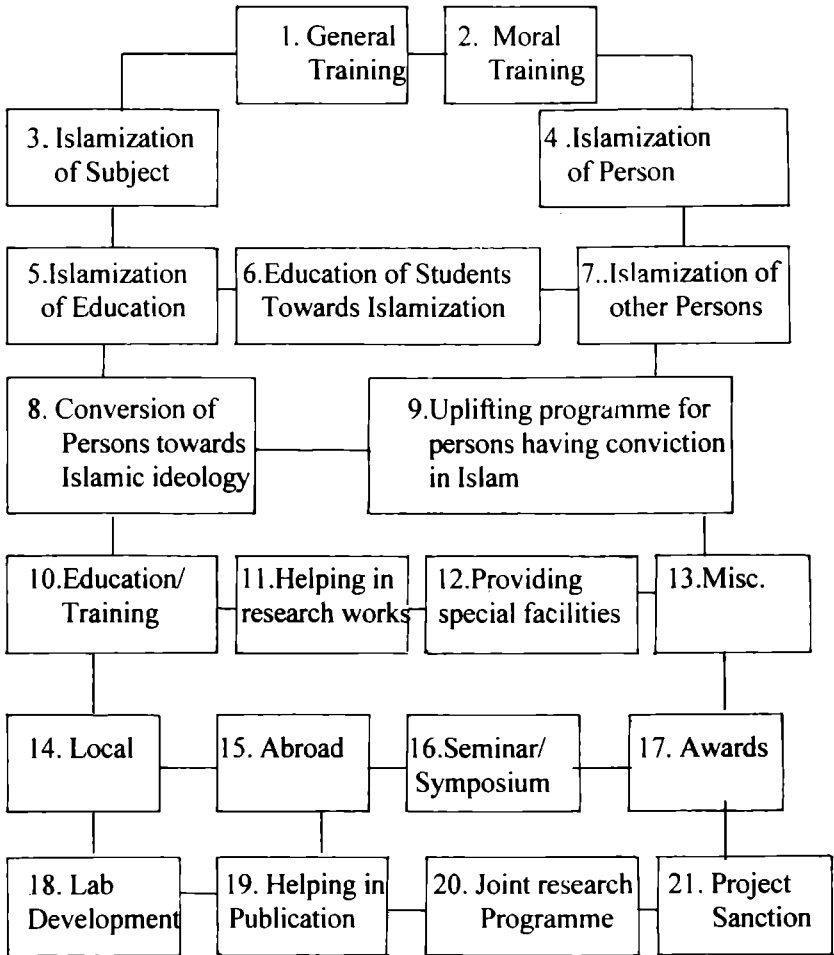 1. General
Training
2. Moral
Training
3. Islamization
of Subject
4 .Islamization
of Person
5.Islamization
of Education
6.Education of Students
Towards Islamization
7..Islamization of
other Persons
8. Conversion of
Persons towards
Islamic ideology
9.Uplifting programme for
persons having conviction
in Islam
10.Education/
Training
11.Helping in
research works
12.Providing
special facilities
13.Misc.
14. Local
15. Abroad
16.Seminar/
Symposium
17. Awards
18. Lab
Development
19. Helping in
Publication
20. Joint research
Programme
21. Project
Sanction